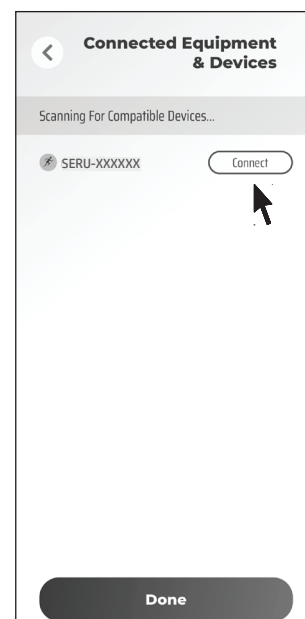 Connected Equipment
& Devices
Scanning For Compatible Devices...
SERU-XXXXXX
Connect
Done